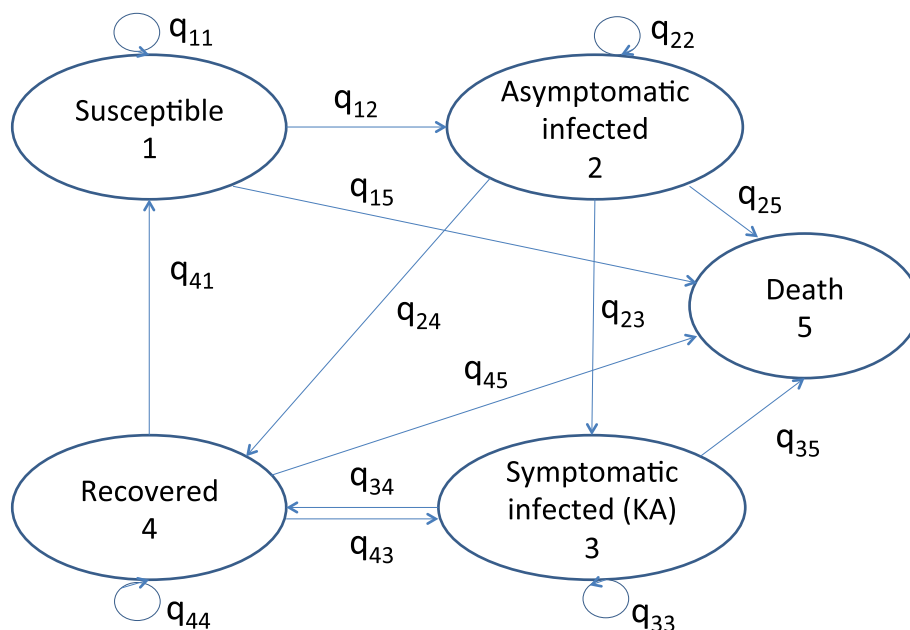 q11
q22
Susceptible
1
q12
Asymptomatic
infected
2
q15
q25
q41
q24
q23
Death
5
q45
q35
Recovered
4
q34
q43
Symptomatic
infected (KA)
3
q44
q33